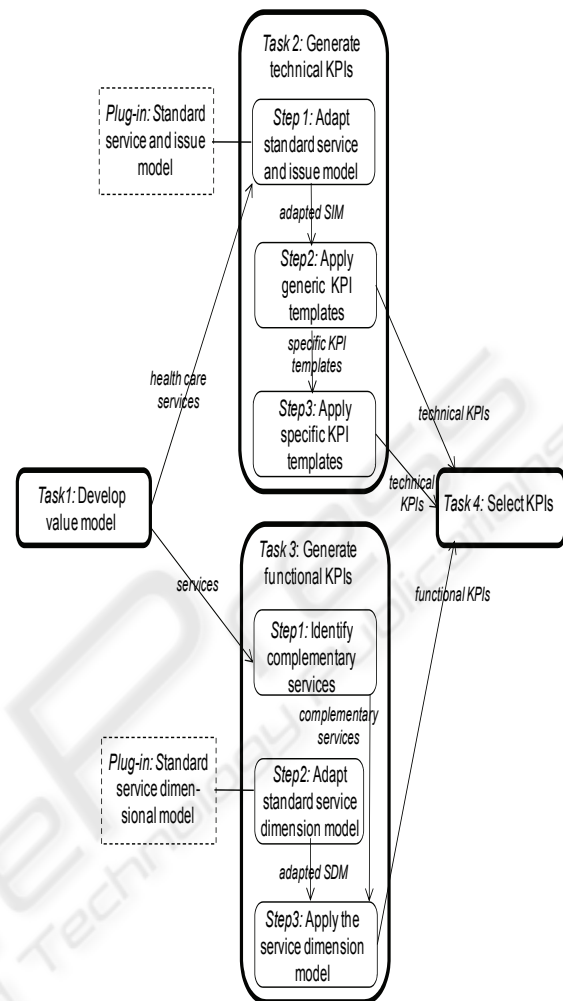 Task 2: Generate
technical KPIs
Plug-in: Standard
service and issue
model
Step 1: Adapt
standard service
and issue model
adapted SIM
Step2: Apply
generic KPI
templates
specific KPI
templates
health care
services
Step3: Apply
specific KPI
templates
technical KPIs
technical
KPIs
Task1: Develop
value model
Task 4: Select KPIs
Task 3: Generate
functional KPIs
services
functional KPIs
Step1: Identify
complementary
services
complementary
services
Plug-in: Standard
service dimen-
sional model
Step2: Adapt
standard service
dimension model
adapted SDM
Step3: Apply the
service dimension
model
Press
Technology Publications